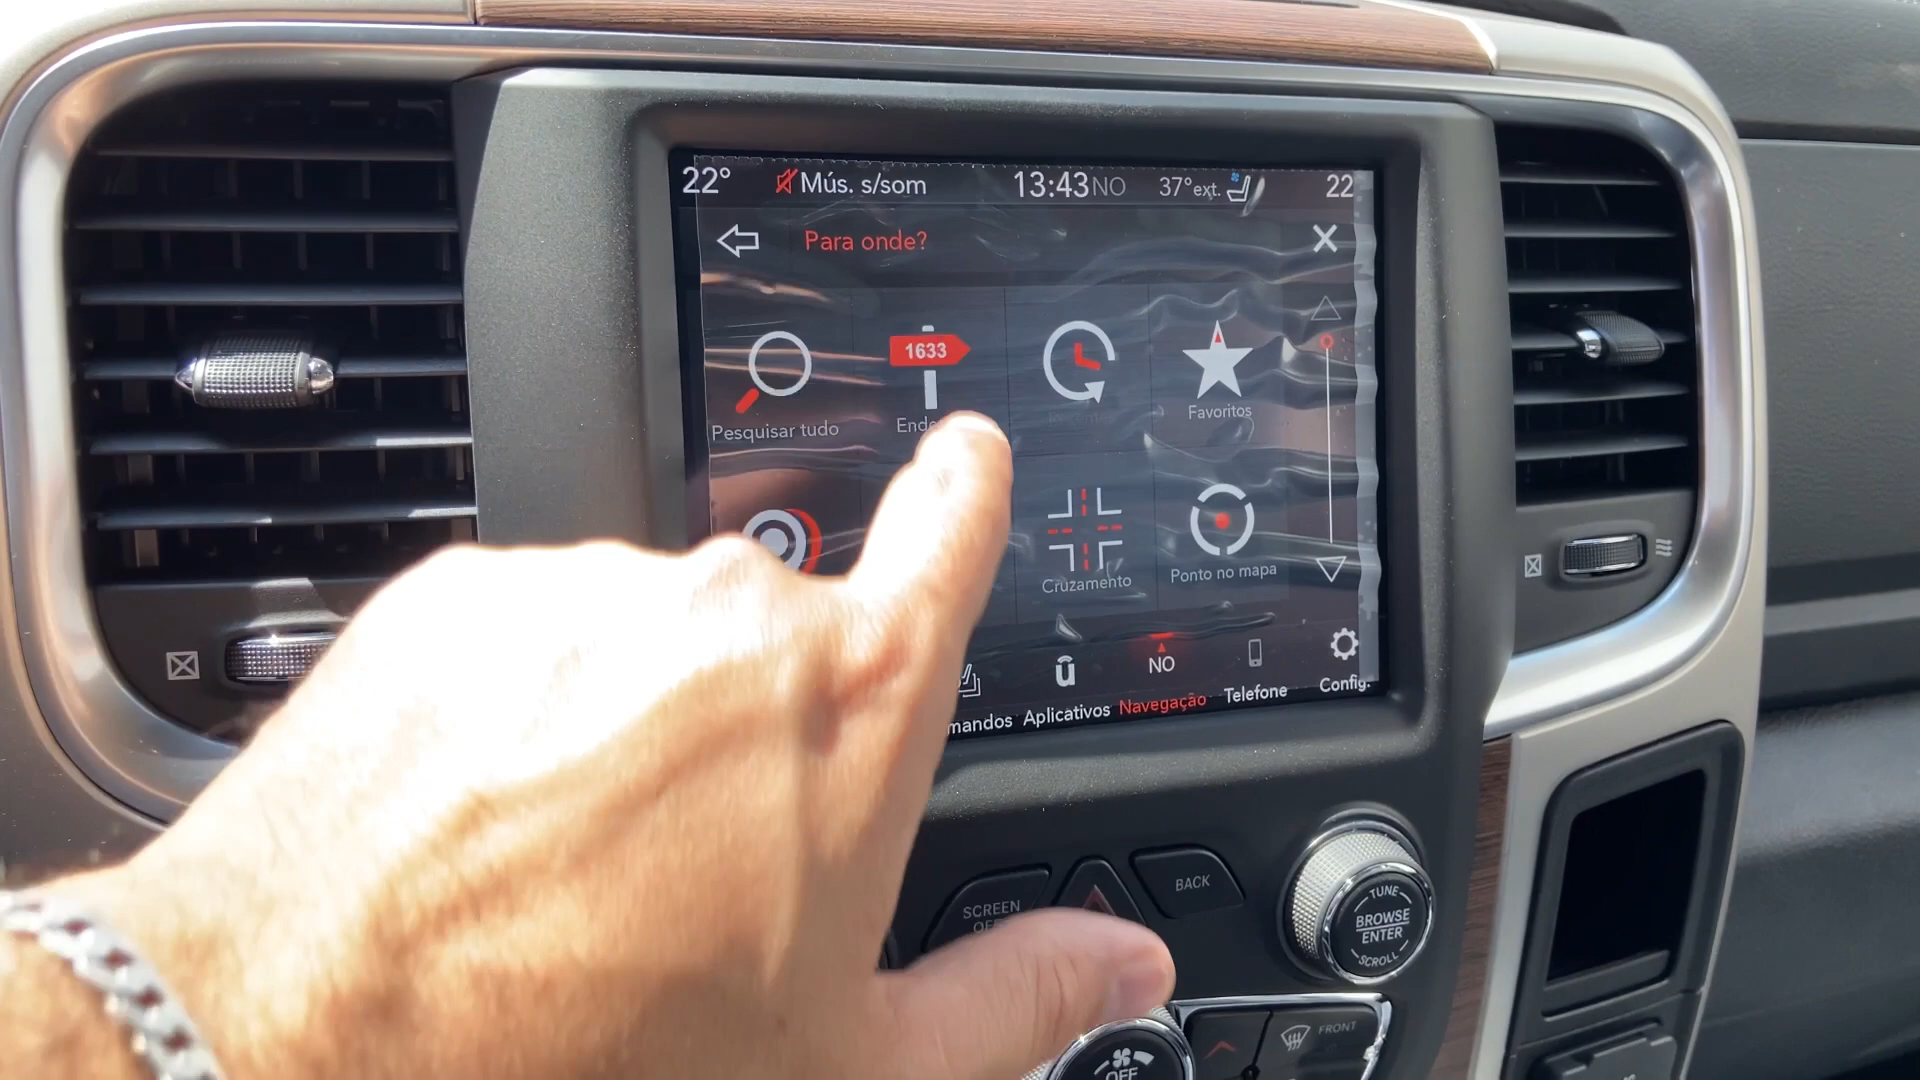 22° Mús. s/som 13:43 NO 37°ext. 22
Para onde?
1633
Pesquisar tudo
Favoritos
Cruzamento
Ponto no mapa
NO
Aplicativos Navegação Telefone Config.
SCREEN
BACK
TUNE
BROWSE
ENTER
SCROLL
FRONT
OFF